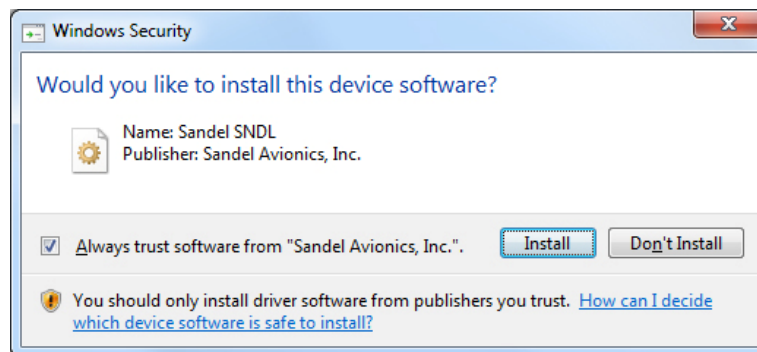 Windows Security
Would you like to install this device software?
Name: Sandel SNDL
Publisher: Sandel Avionics, Inc.
Always trust software from "Sandel Avionics, Inc.".
Install
Don't Install
You should only install driver software from publishers you trust. How can I decide
which device software is safe to install?